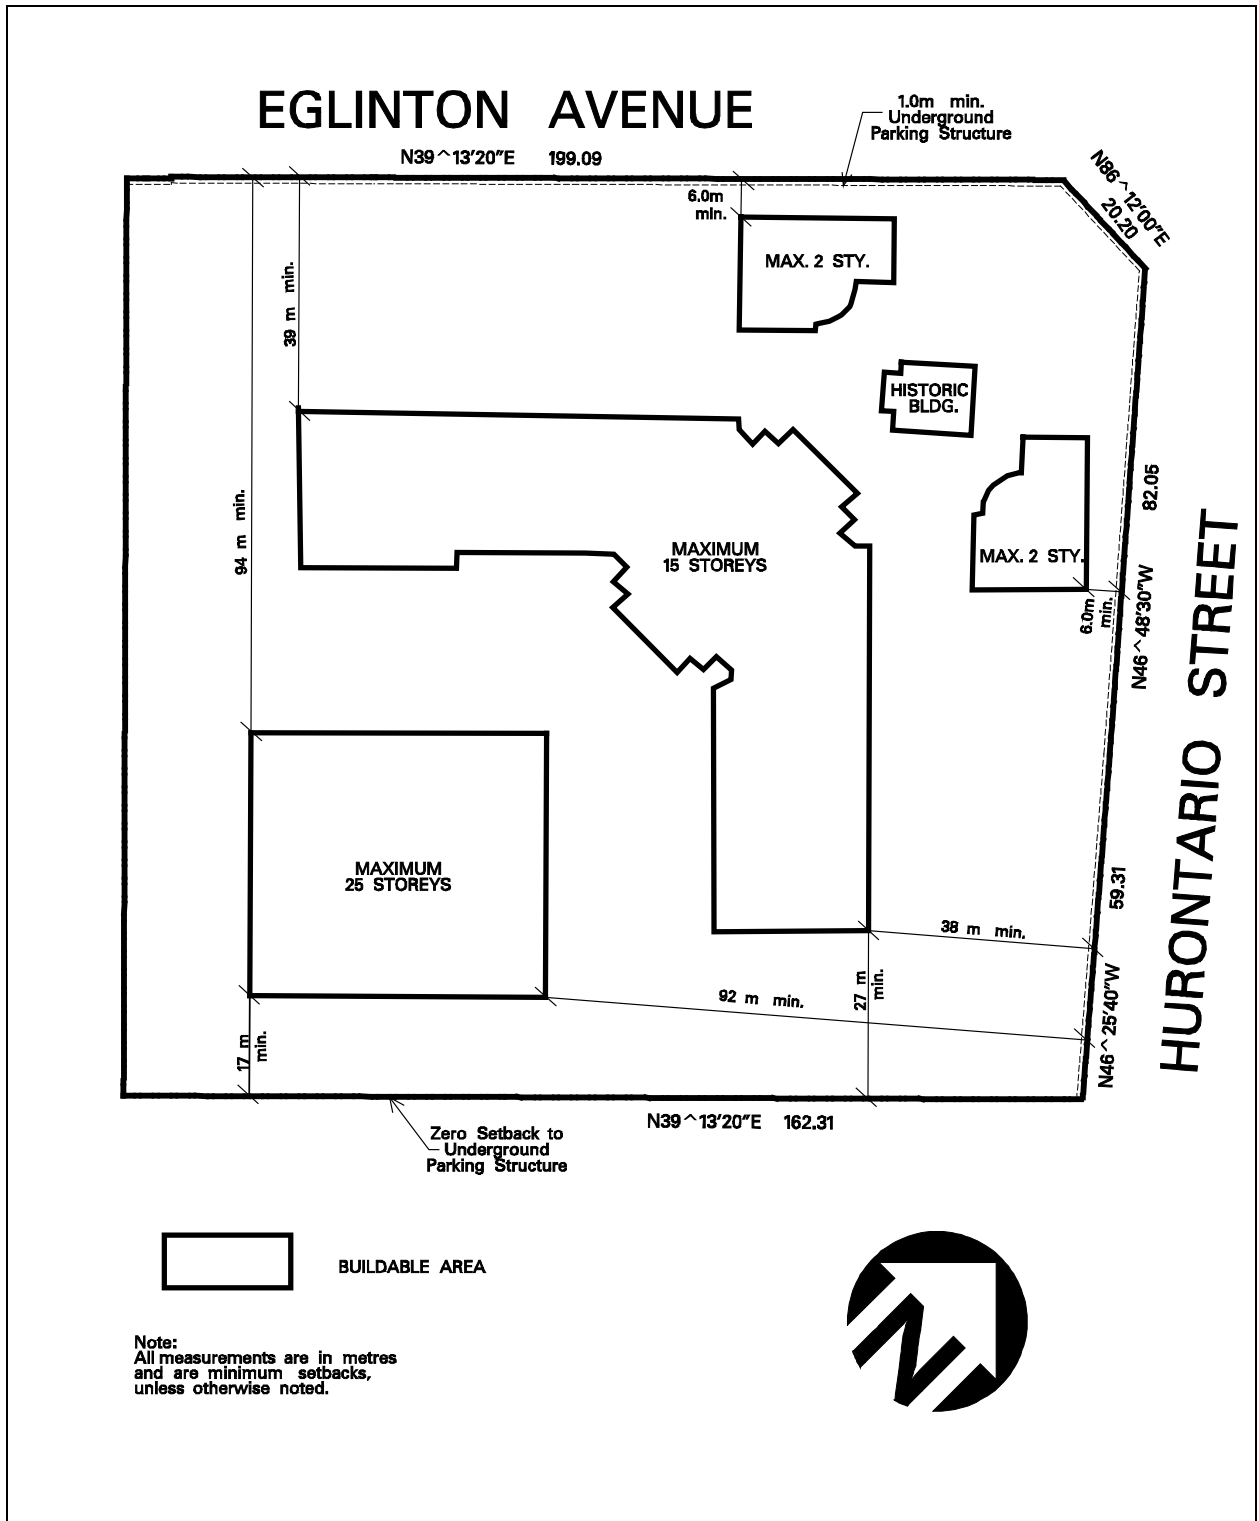 EGLINTON AVENUE
1.0m min.
Underground
Parking Structure
N39^13'20"E 199.09
N86^12'00"E
20.20
6.0m
min.
MAX. 2 STY.
39 m min.
HISTORIC
BLDG.
94 m min.
82.05
MAXIMUM
15 STOREYS
MAX. 2 STY.
6.0m
min.
N46^48'30"W
HURONTARIO STREET
MAXIMUM
25 STOREYS
59.31
38 m min.
92 m min.
27 m
min.
N46^25'40"W
17 m
min.
N39^13'20"E 162.31
Zero Setback to
Underground
Parking Structure
BUILDABLE AREA
N
Note:
All measurements are in metres
and are minimum setbacks,
unless otherwise noted.